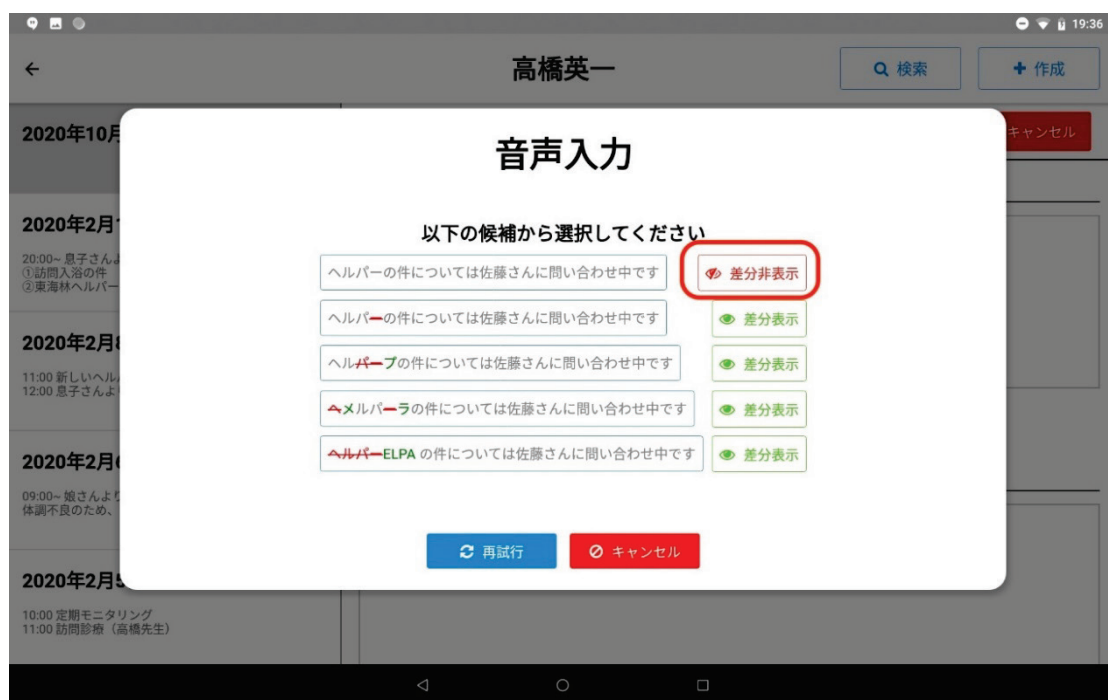 19:36
高橋英一
検索
作成
2020年10月
キャンセル
音声入力
2020年2月1
以下の候補から選択してください
20:00~ 息子さんよ
①訪問入浴の件
②東海林ヘルパー
ヘルパーの件については佐藤さんに問い合わせ中です
差分非表示
ヘルパーの件については佐藤さんに問い合わせ中です
差分表示
2020年2月8
ヘルパープの件については佐藤さんに問い合わせ中です
差分表示
11:00 新しいヘル
12:00 息子さんより
ヘメルパーラの件については佐藤さんに問い合わせ中です
差分表示
ヘルパーELPA の件については佐藤さんに問い合わせ中です
差分表示
2020年2月6
09:00~ 娘さんより
体調不良のため、
再試行
キャンセル
2020年2月5
10:00 定期モニタリング
11:00 訪問診療（高橋先生）